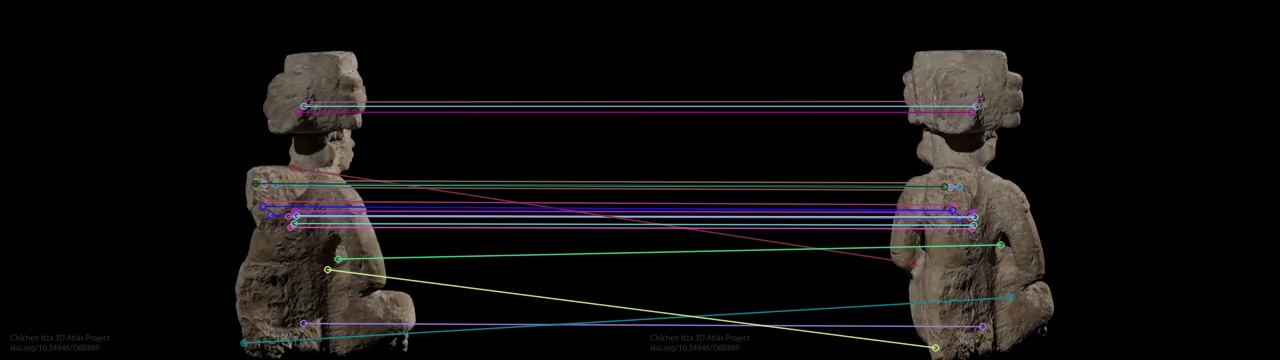 Chichen Itza 3D Atlas Project
doi.org/10.34946/D6B88P
Chichen Itza 3D Atlas Project
doi.org/10.34946/D6B88P